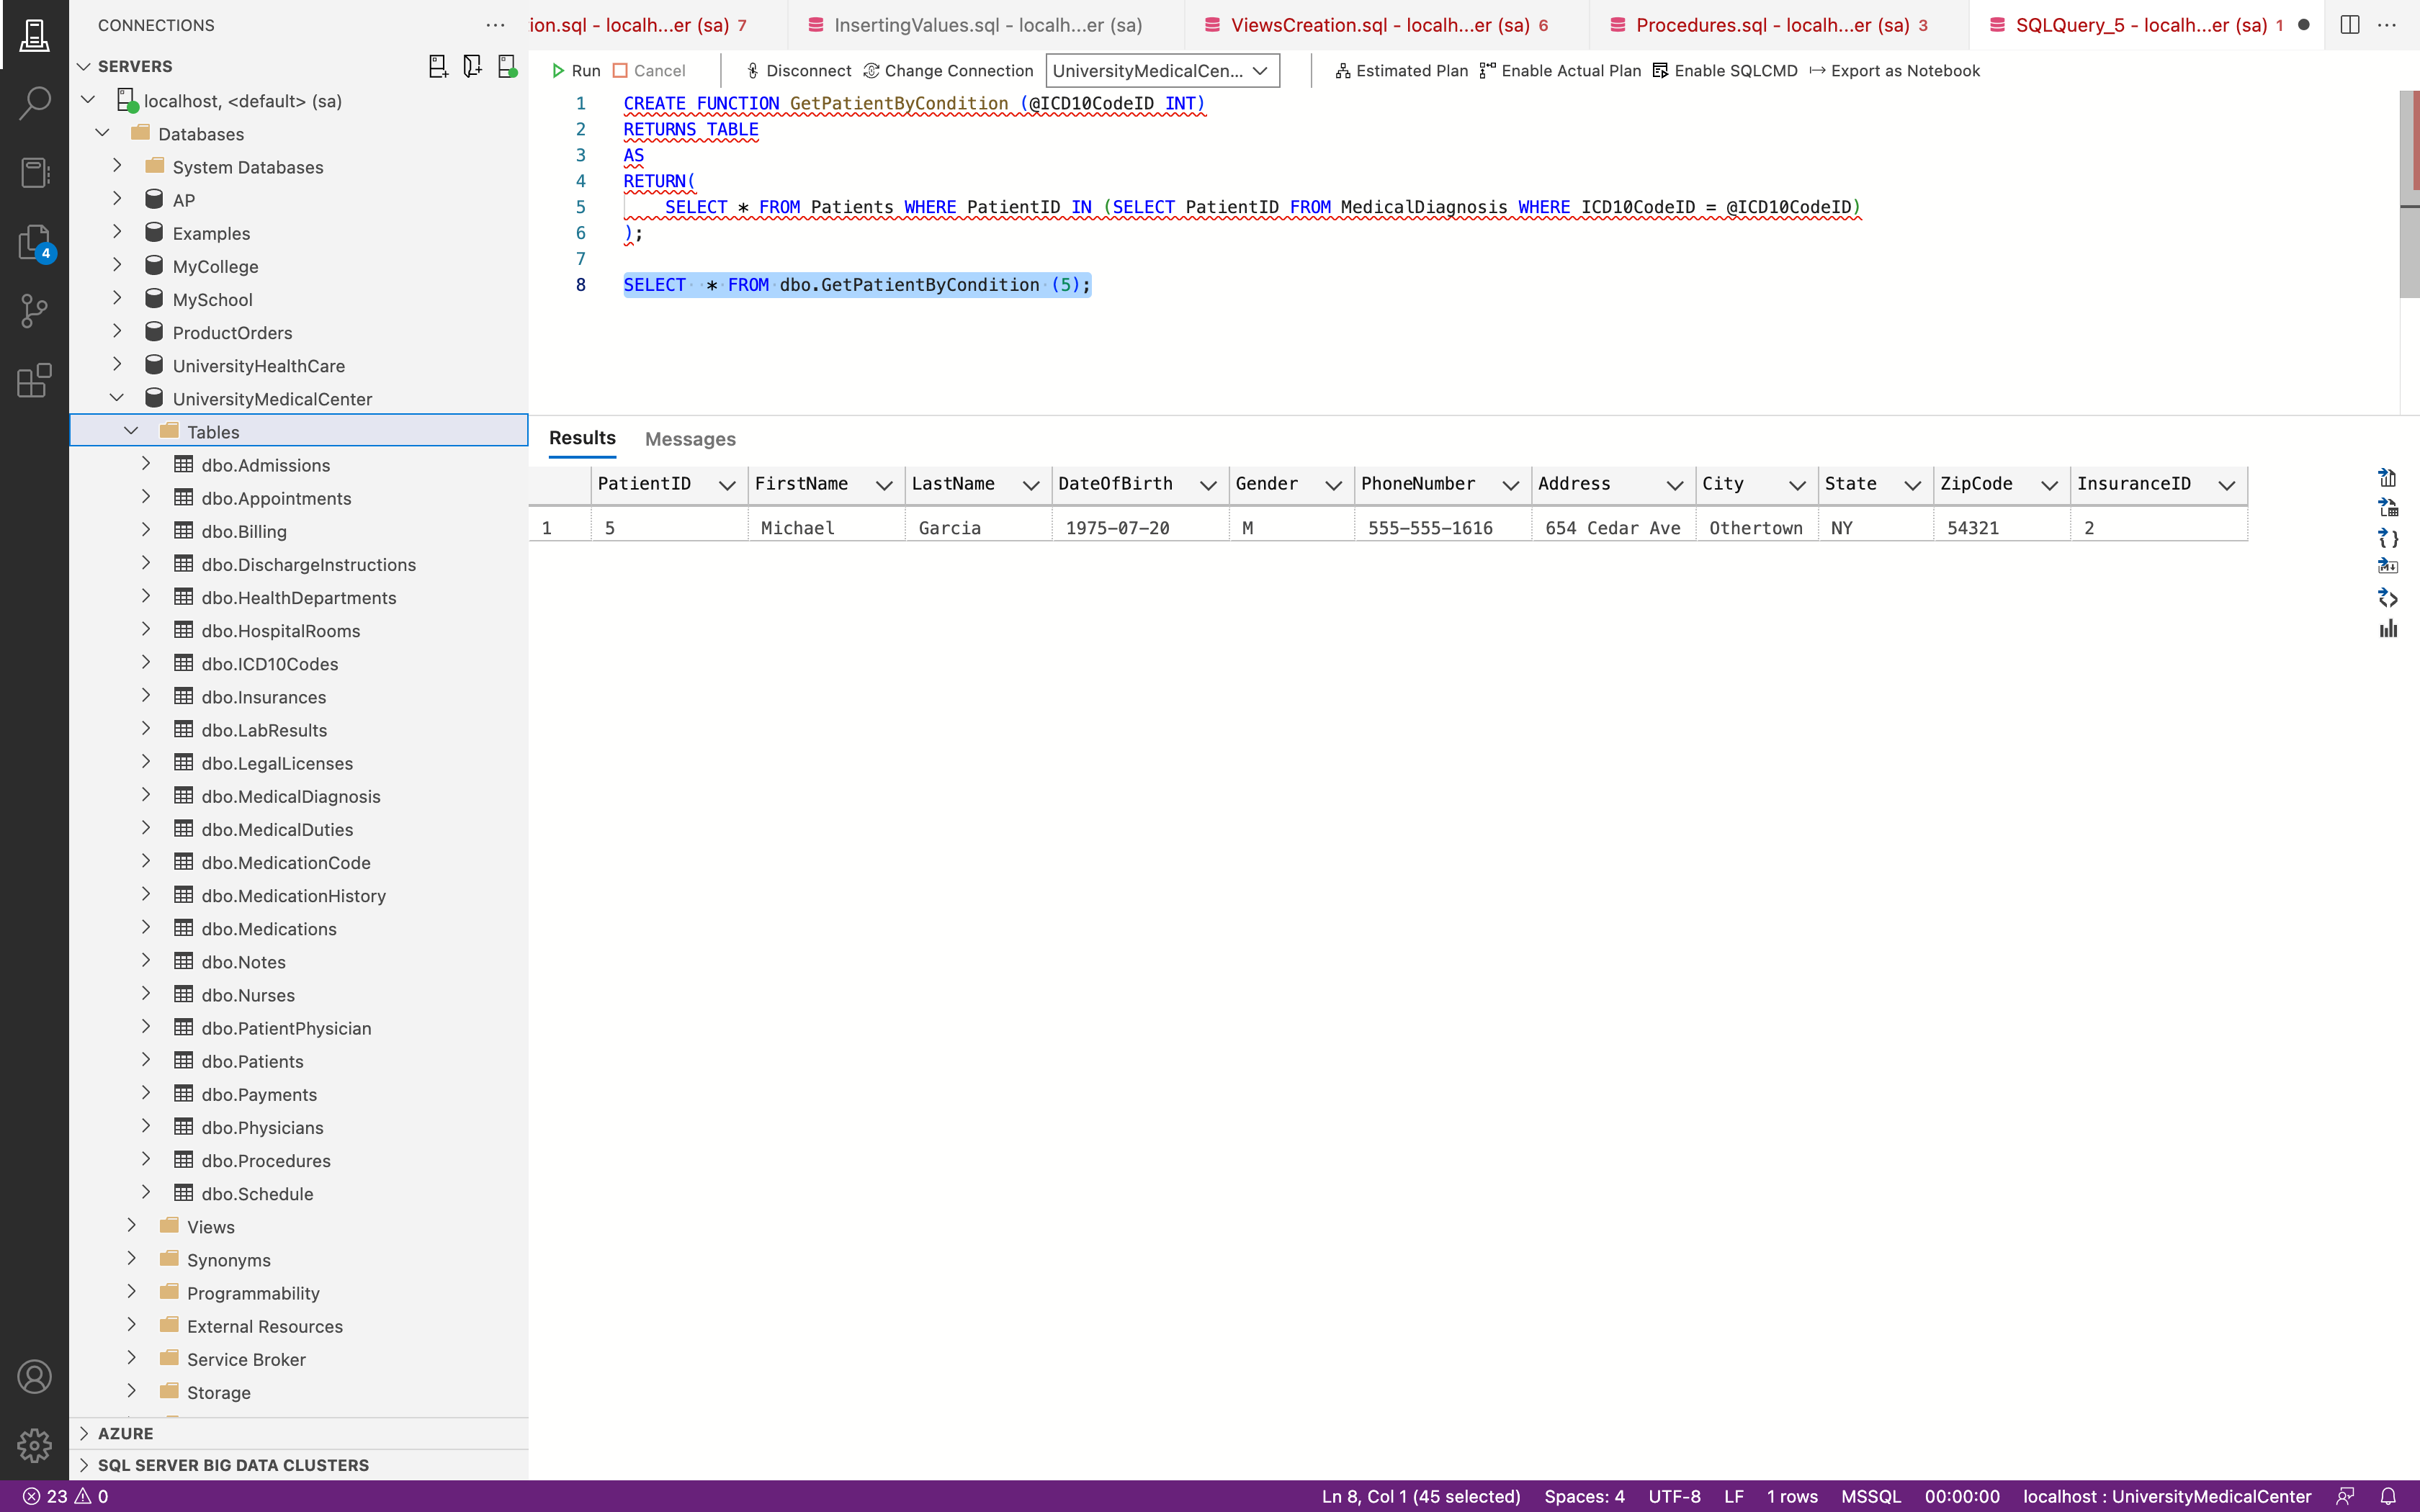 CONNECTIONS
SERVERS
localhost, <default> (sa)
Databases
System Databases
AP
Examples
MyCollege
MySchool
ProductOrders
UniversityHealthCare
UniversityMedicalCenter
Tables
dbo.Admissions
dbo.Appointments
dbo.Billing
dbo.DischargeInstructions
dbo.HealthDepartments
dbo.HospitalRooms
dbo.ICD10Codes
dbo.Insurances
dbo.LabResults
dbo.LegalLicenses
dbo.MedicalDiagnosis
dbo.MedicalDuties
dbo.MedicationCode
dbo.MedicationHistory
dbo.Medications
dbo.Notes
dbo.Nurses
dbo.PatientPhysician
dbo.Patients
dbo.Payments
dbo.Physicians
dbo.Procedures
dbo.Schedule
Views
Synonyms
Programmability
External Resources
Service Broker
Storage
AZURE
SQL SERVER BIG DATA CLUSTERS
4
ion.sql - localh...er (sa) 7 InsertingValues.sql - localh...er (sa) ViewsCreation.sql - localh...er (sa) 6 Procedures.sql - localh...er (sa) 3 SQLQuery_5 - localh...er (sa) 1
Run Cancel Disconnect Change Connection UniversityMedicalCen... Estimated Plan Enable Actual Plan Enable SQLCMD Export as Notebook
1 CREATE FUNCTION GetPatientByCondition (@ICD10CodeID INT)
2 RETURNS TABLE
3 AS
4 RETURN(
5 SELECT * FROM Patients WHERE PatientID IN (SELECT PatientID FROM MedicalDiagnosis WHERE ICD10CodeID = @ICD10CodeID)
6 );
7
8 SELECT * FROM dbo.GetPatientByCondition (5);
Results Messages
PatientID FirstName LastName DateOfBirth Gender PhoneNumber Address City State ZipCode InsuranceID
1 5 Michael Garcia 1975-07-20 M 555-555-1616 654 Cedar Ave Othertown NY 54321 2
23 0 Ln 8, Col 1 (45 selected) Spaces: 4 UTF-8 LF 1 rows MSSQL 00:00:00 localhost : UniversityMedicalCenter